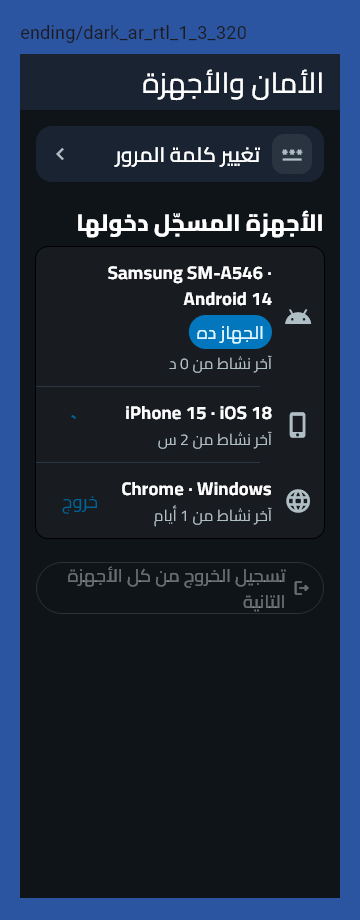 ending/dark_ar_rtl_1_3_320
الأمان والأجهزة
تغيير كلمة المرور
الأجهزة المسجّل دخولها
Samsung SM-A546 ·
Android 14
الجهاز ده
آخر نشاط من 0 د
iPhone 15 · iOS 18
آخر نشاط من 2 س
Chrome · Windows
خروج
آخر نشاط من 1 أيام
تسجيل الخروج من كل الأجهزة
التانية